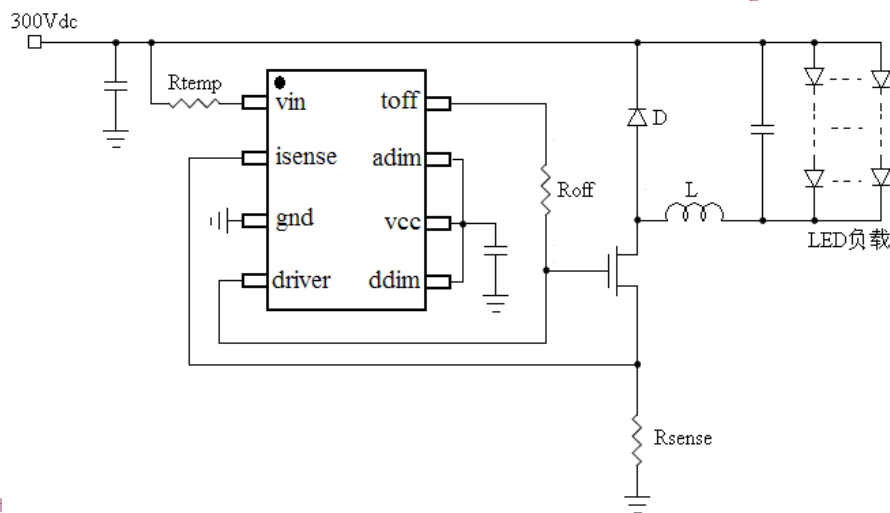 300Vdc
Rtemp
vin
toff
isense
adim
gnd
vcc
driver
ddim
Roff
D
L
LED负载
Rsense